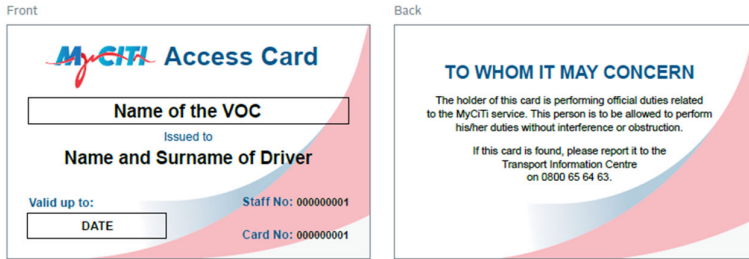 Front
MyCiTi Access Card
Name of the VOC
Issued to
Name and Surname of Driver
Valid up to:
DATE
Staff No: 000000001
Card No: 000000001
Back
TO WHOM IT MAY CONCERN
The holder of this card is performing official duties related
to the MyCiTi service. This person is to be allowed to perform
his/her duties without interference or obstruction.
If this card is found, please report it to the
Transport Information Centre
on 0800 65 64 63.